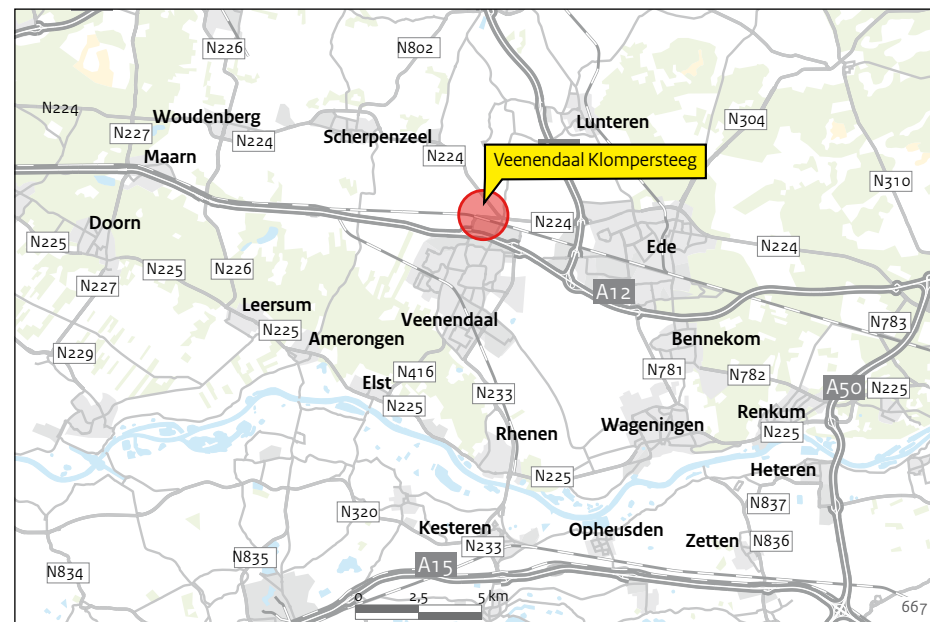 N226
N802
N224
Woudenberg
N227
N224
Scherpenzeel
Lunteren
N304
Maarn
N224
Veenendaal Klompersteeg
N310
Doorn
N225
N224
Ede
N224
N225
N226
N227
A12
Leersum
N225
Veenendaal
N783
Amerongen
Bennekom
N229
N416
N781
N782
Elst
N225
N233
A50
N225
Renkum
Wageningen
N225
Rhenen
Heteren
N225
N837
N320
Kesteren
Opheusden
Zetten
N836
N233
N835
A15
N834
0 2,5 5 km
667